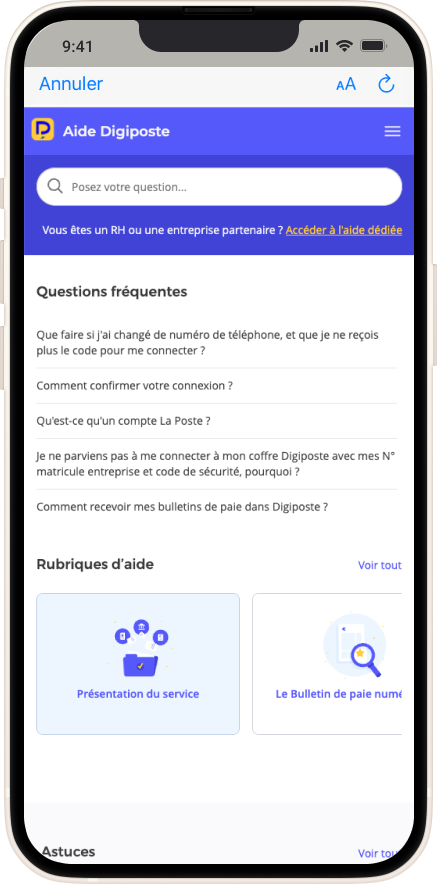 9:41
Annuler
AA
Aide Digiposte
Posez votre question...
Vous êtes un RH ou une entreprise partenaire ? Accéder à l'aide dédiée
Questions fréquentes
Que faire si j'ai changé de numéro de téléphone, et que je ne reçois
plus le code pour me connecter ?
Comment confirmer votre connexion ?
Qu'est-ce qu'un compte La Poste ?
Je ne parviens pas à me connecter à mon coffre Digiposte avec mes N°
matricule entreprise et code de sécurité, pourquoi ?
Comment recevoir mes bulletins de paie dans Digiposte ?
Rubriques d'aide
Voir tout
Présentation du service
Le Bulletin de paie numé
Astuces
Voir tou